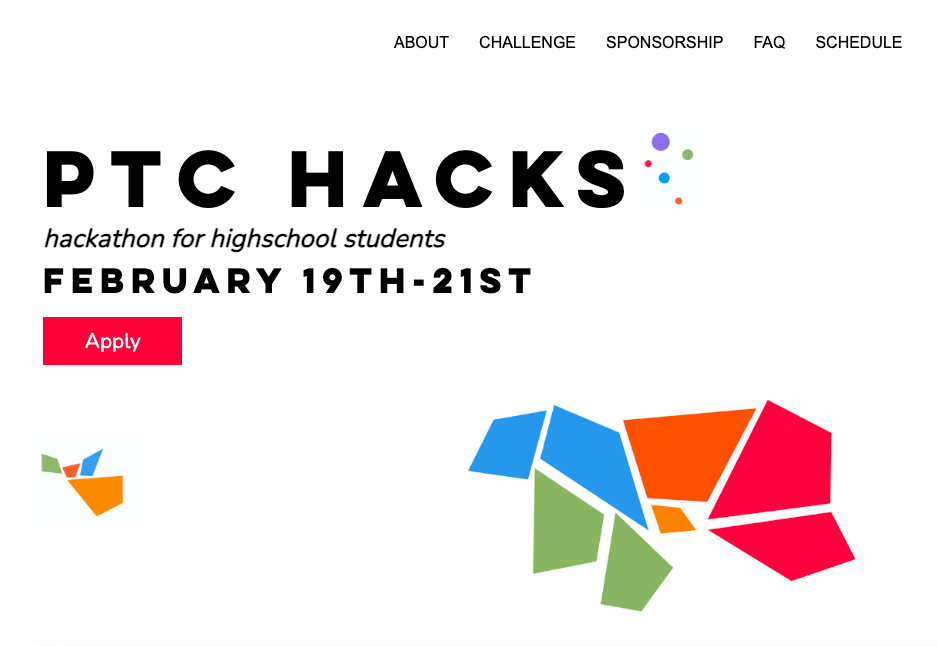 ABOUT CHALLENGE SPONSORSHIP FAQ SCHEDULE
PTC HACKS
hackathon for highschool students
FEBRUARY 19TH-21ST
Apply